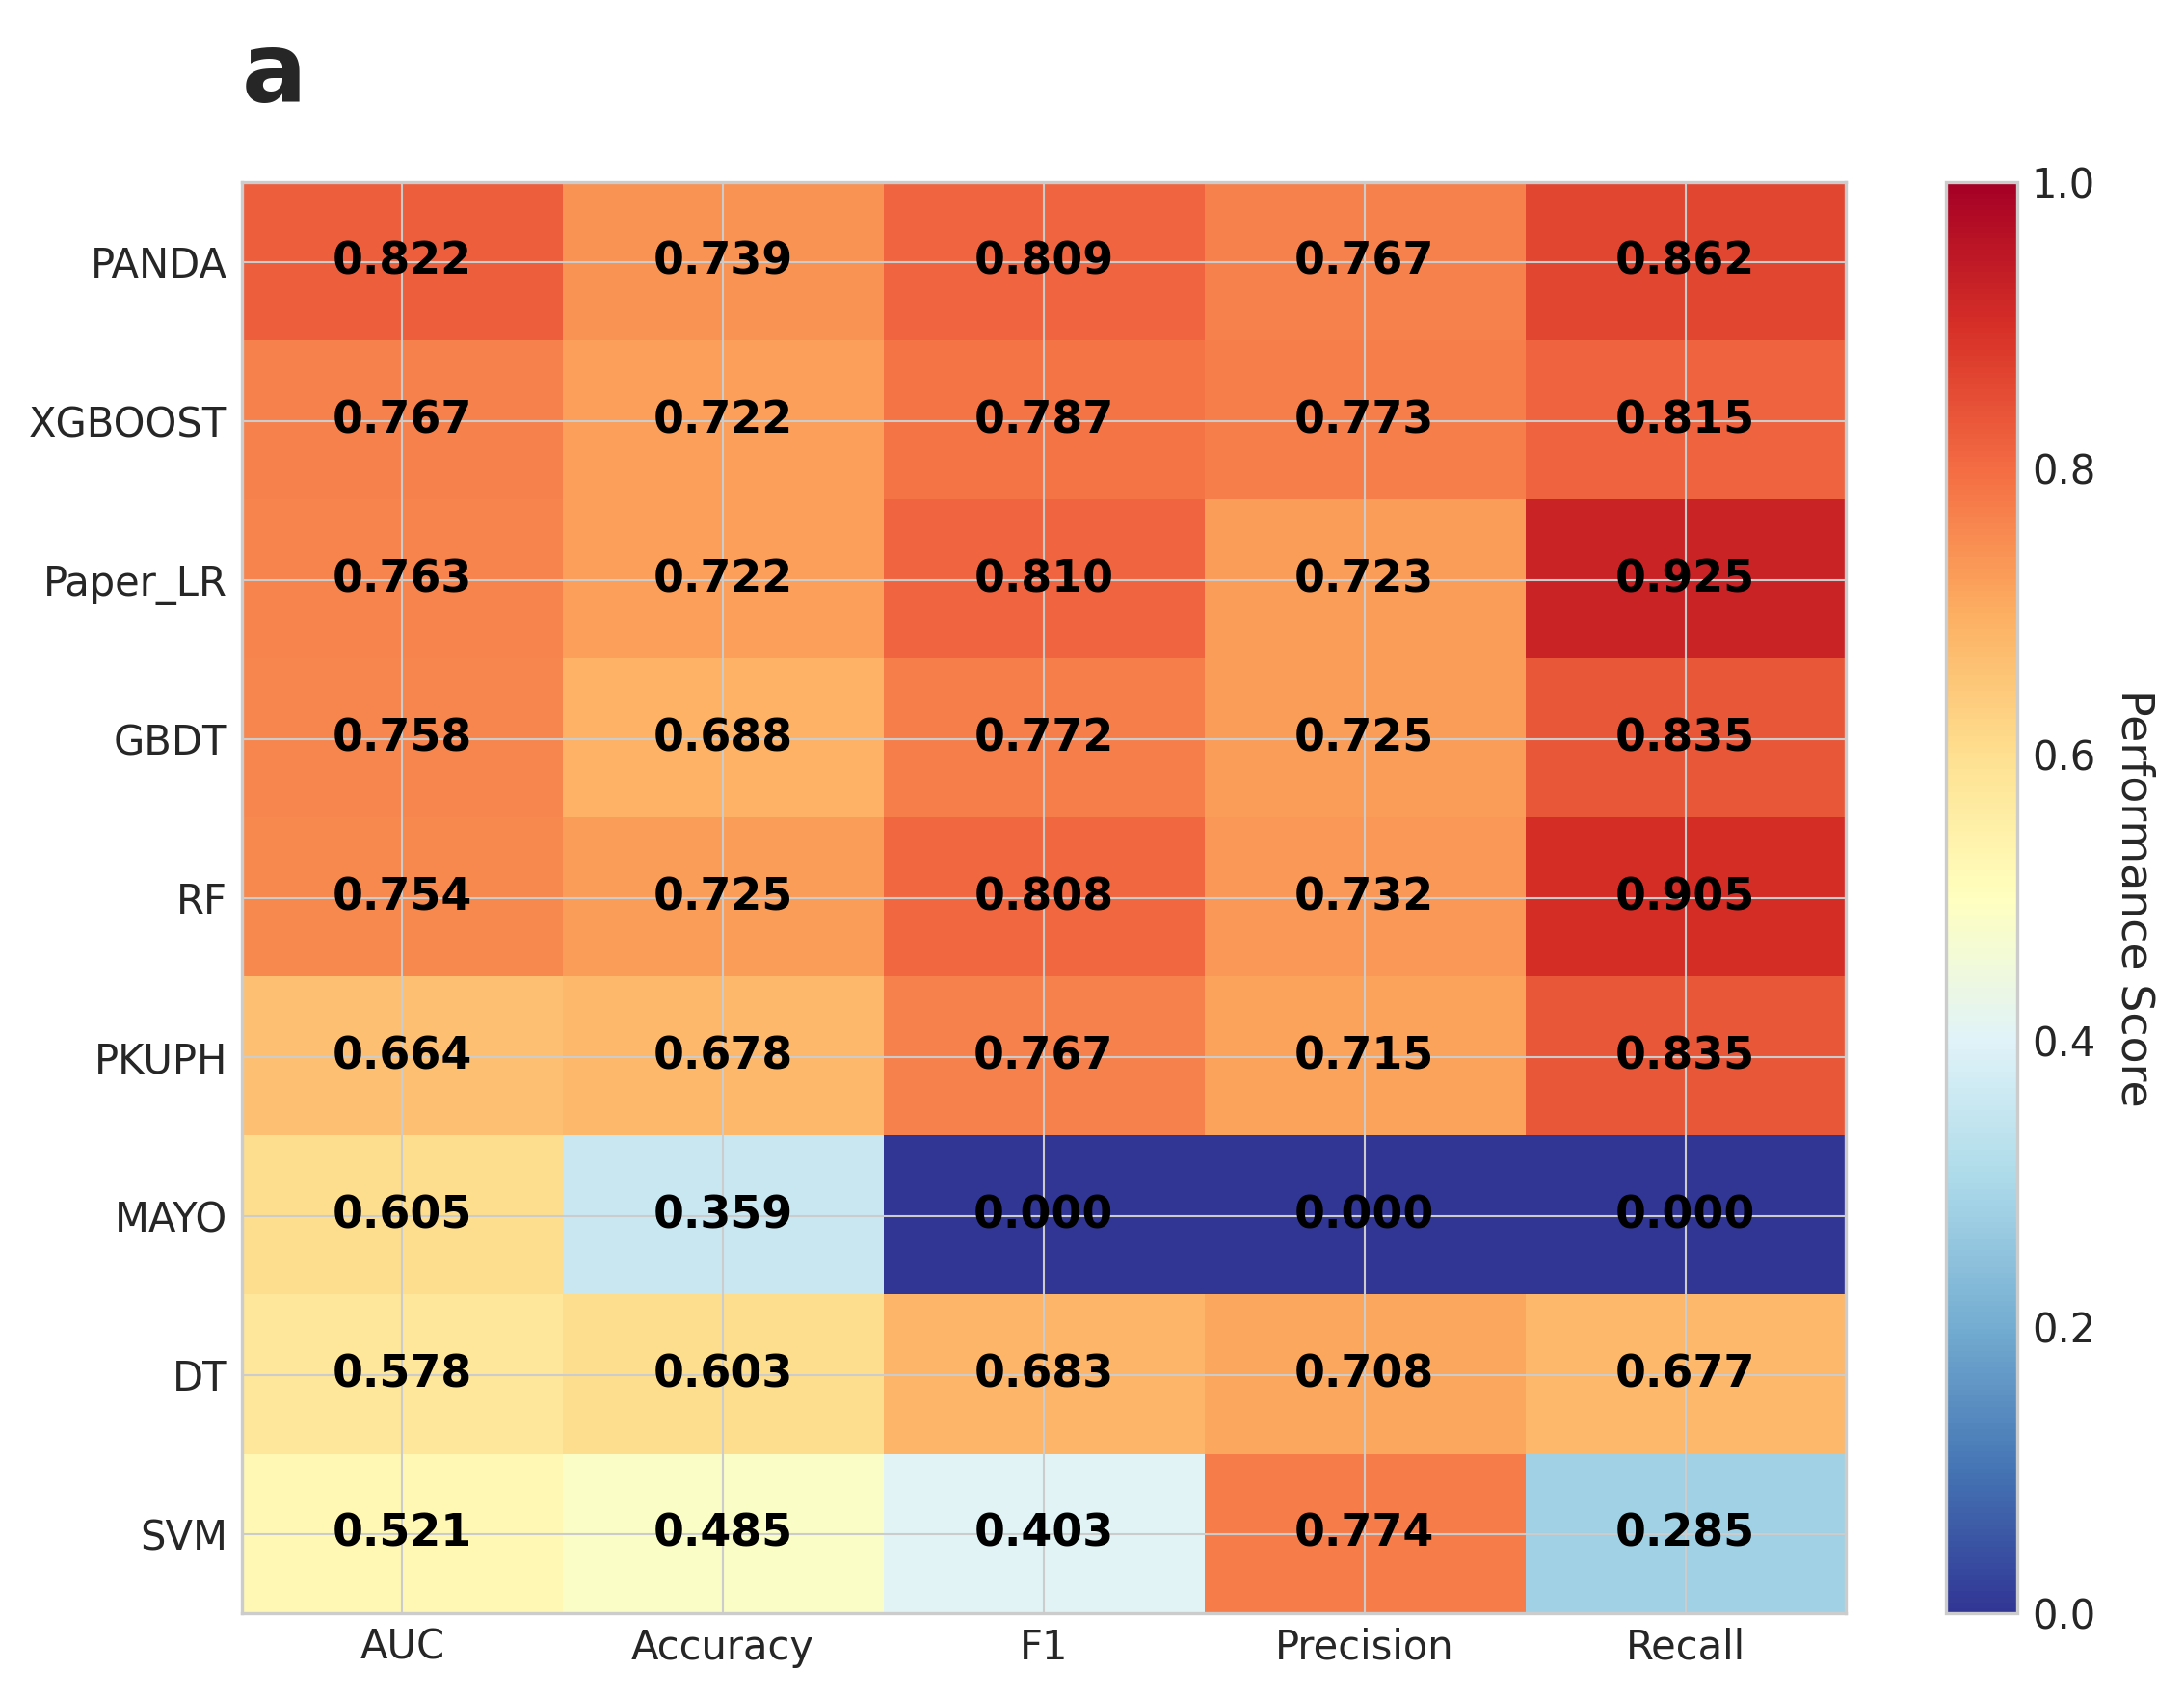 a
PANDA 0.822 0.739 0.809 0.767 0.862
XGBOOST 0.767 0.722 0.787 0.773 0.815
Paper_LR 0.763 0.722 0.810 0.723 0.925
GBDT 0.758 0.688 0.772 0.725 0.835
RF 0.754 0.725 0.808 0.732 0.905
PKUPH 0.664 0.678 0.767 0.715 0.835
MAYO 0.605 0.359 0.000 0.000 0.000
DT 0.578 0.603 0.683 0.708 0.677
SVM 0.521 0.485 0.403 0.774 0.285
AUC Accuracy F1 Precision Recall
1.0
0.8
0.6
0.4
0.2
0.0
Performance Score